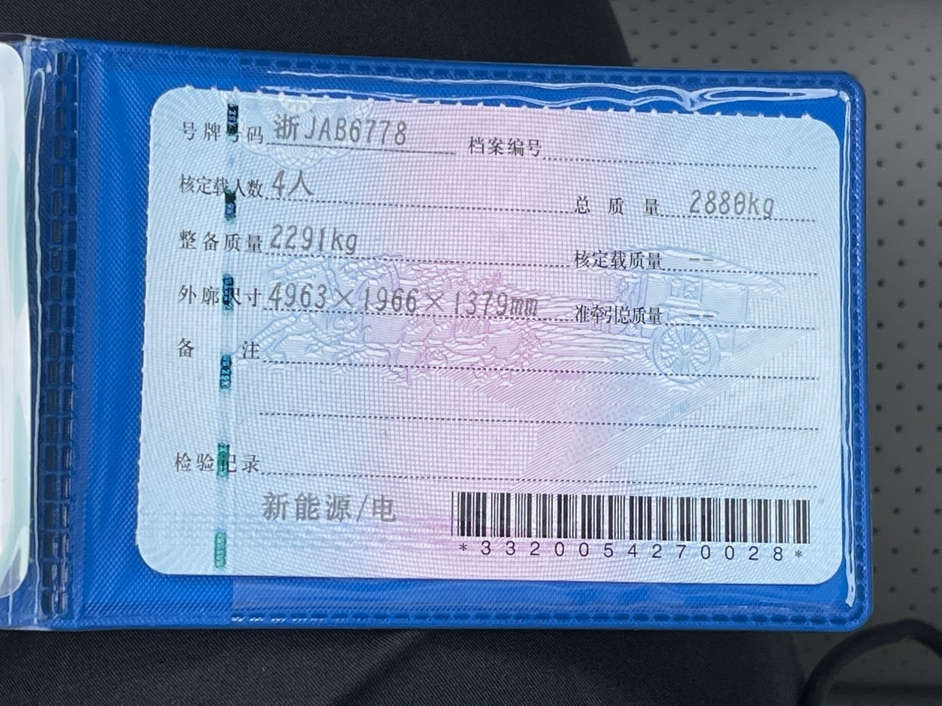 号牌号码 浙JAB6778 档案编号
核定载人数 4人 总质量 2880kg
整备质量 2291kg 核定载质量 --
外廓尺寸 4963×1966×1379mm 准牵引总质量 --
备注
检验记录
新能源/电
*3320054270028*